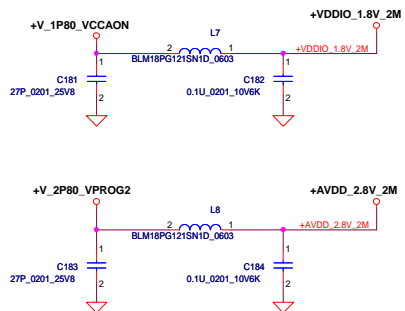 +V_1P80_VCCAON
L7
+VDDIO_1.8V_2M
2 1
+VDDIO_1.8V_2M
BLM18PG121SN1D_0603
1 1
C181 C182
27P_0201_25V8 0.1U_0201_10V6K
2 2
+V_2P80_VPROG2
L8
+AVDD_2.8V_2M
2 1
+AVDD_2.8V_2M
BLM18PG121SN1D_0603
1 1
C183 C184
27P_0201_25V8 0.1U_0201_10V6K
2 2